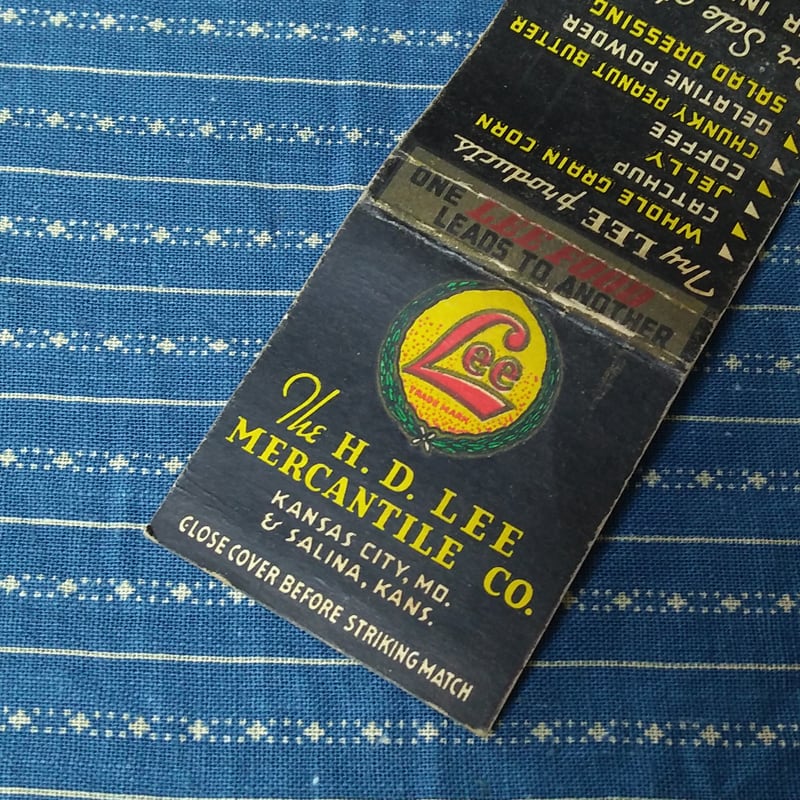 Lee
TRADE MARK
The H. D. LEE
MERCANTILE CO.
KANSAS CITY, MO.
& SALINA, KANS.
CLOSE COVER BEFORE STRIKING MATCH
ONE LEE FOOD
LEADS TO ANOTHER
Try LEE products
WHOLE GRAIN CORN
CATCHUP
JELLY
COFFEE
CHUNKY PEANUT BUTTER
GELATINE POWDER
SALAD DRESSING
Sale